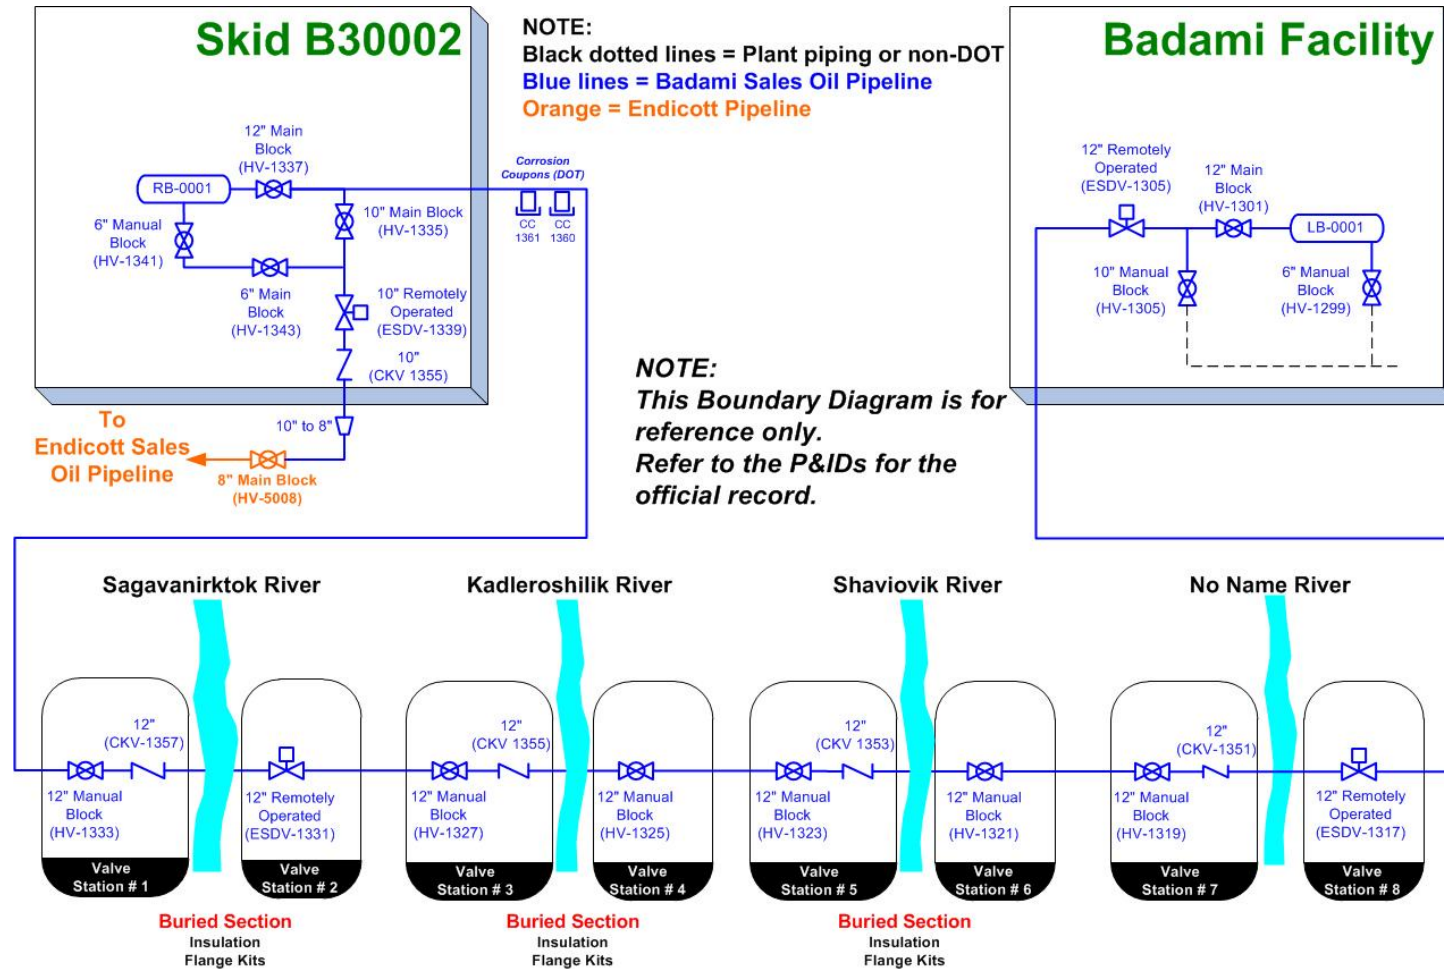 Skid B30002
NOTE:
Black dotted lines = Plant piping or non-DOT
Blue lines = Badami Sales Oil Pipeline
Orange = Endicott Pipeline
Badami Facility
12" Main
Block
(HV-1337)
RB-0001
6" Manual
Block
(HV-1341)
10" Main Block
(HV-1335)
6" Main
Block
(HV-1343)
10" Remotely
Operated
(ESDV-1339)
10"
(CKV 1355)
10" to 8"
Corrosion
Coupons (DOT)
CC
1361
CC
1360
To
Endicott Sales
Oil Pipeline
8" Main Block
(HV-5008)
12" Remotely
Operated
(ESDV-1305)
12" Main
Block
(HV-1301)
LB-0001
10" Manual
Block
(HV-1305)
6" Manual
Block
(HV-1299)
NOTE:
This Boundary Diagram is for
reference only.
Refer to the P&IDs for the
official record.
Sagavanirktok River
Kadleroshilik River
Shaviovik River
No Name River
12"
(CKV-1357)
12" Manual
Block
(HV-1333)
Valve
Station # 1
12" Remotely
Operated
(ESDV-1331)
Valve
Station # 2
12"
(CKV 1355)
12" Manual
Block
(HV-1327)
Valve
Station # 3
12" Manual
Block
(HV-1325)
Valve
Station # 4
12"
(CKV 1353)
12" Manual
Block
(HV-1323)
Valve
Station # 5
12" Manual
Block
(HV-1321)
Valve
Station # 6
12"
(CKV-1351)
12" Manual
Block
(HV-1319)
Valve
Station # 7
12" Remotely
Operated
(ESDV-1317)
Valve
Station # 8
Buried Section
Insulation
Flange Kits
Buried Section
Insulation
Flange Kits
Buried Section
Insulation
Flange Kits